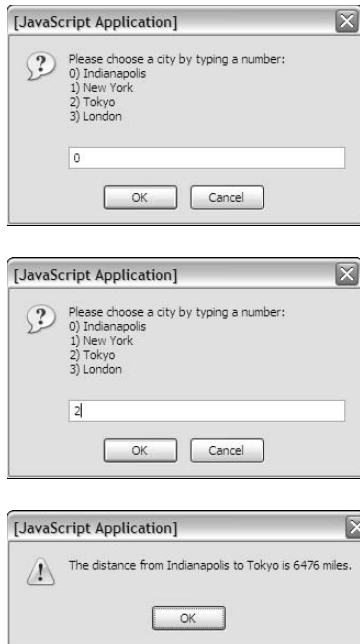 [JavaScript Application]
Please choose a city by typing a number:
0) Indianapolis
1) New York
2) Tokyo
3) London
0
OK Cancel
[JavaScript Application]
Please choose a city by typing a number:
0) Indianapolis
1) New York
2) Tokyo
3) London
2
OK Cancel
[JavaScript Application]
The distance from Indianapolis to Tokyo is 6476 miles.
OK